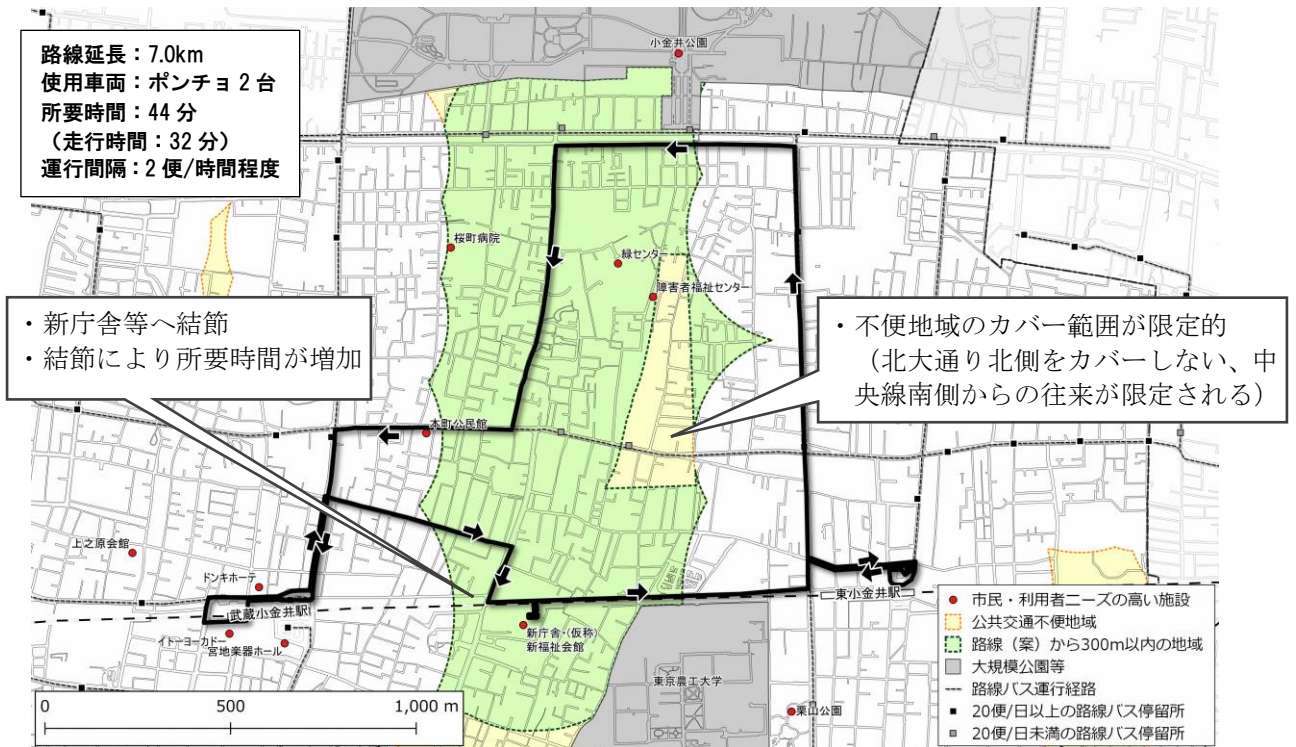 路線延長：7.0km
使用車両：ポンチョ 2 台
所要時間：44 分
（走行時間：32 分）
運行間隔：2 便/時間程度
小金井公園
桜町病院
緑センター
障害者福祉センター
・新庁舎等へ結節
・結節により所要時間が増加
・不便地域のカバー範囲が限定的
（北大通り北側をカバーしない、中
央線南側からの往来が限定される）
本町公民館
上之原会館
ドンキホーテ
武蔵小金井駅
イトーヨーカドー
宮地楽器ホール
新庁舎・(仮称)
新福祉会館
東小金井駅
東京農工大学
栗山公園
市民・利用者ニーズの高い施設
公共交通不便地域
路線（案）から300m以内の地域
大規模公園等
路線バス運行経路
20便/日以上の路線バス停留所
20便/日未満の路線バス停留所
0 500 1,000 m